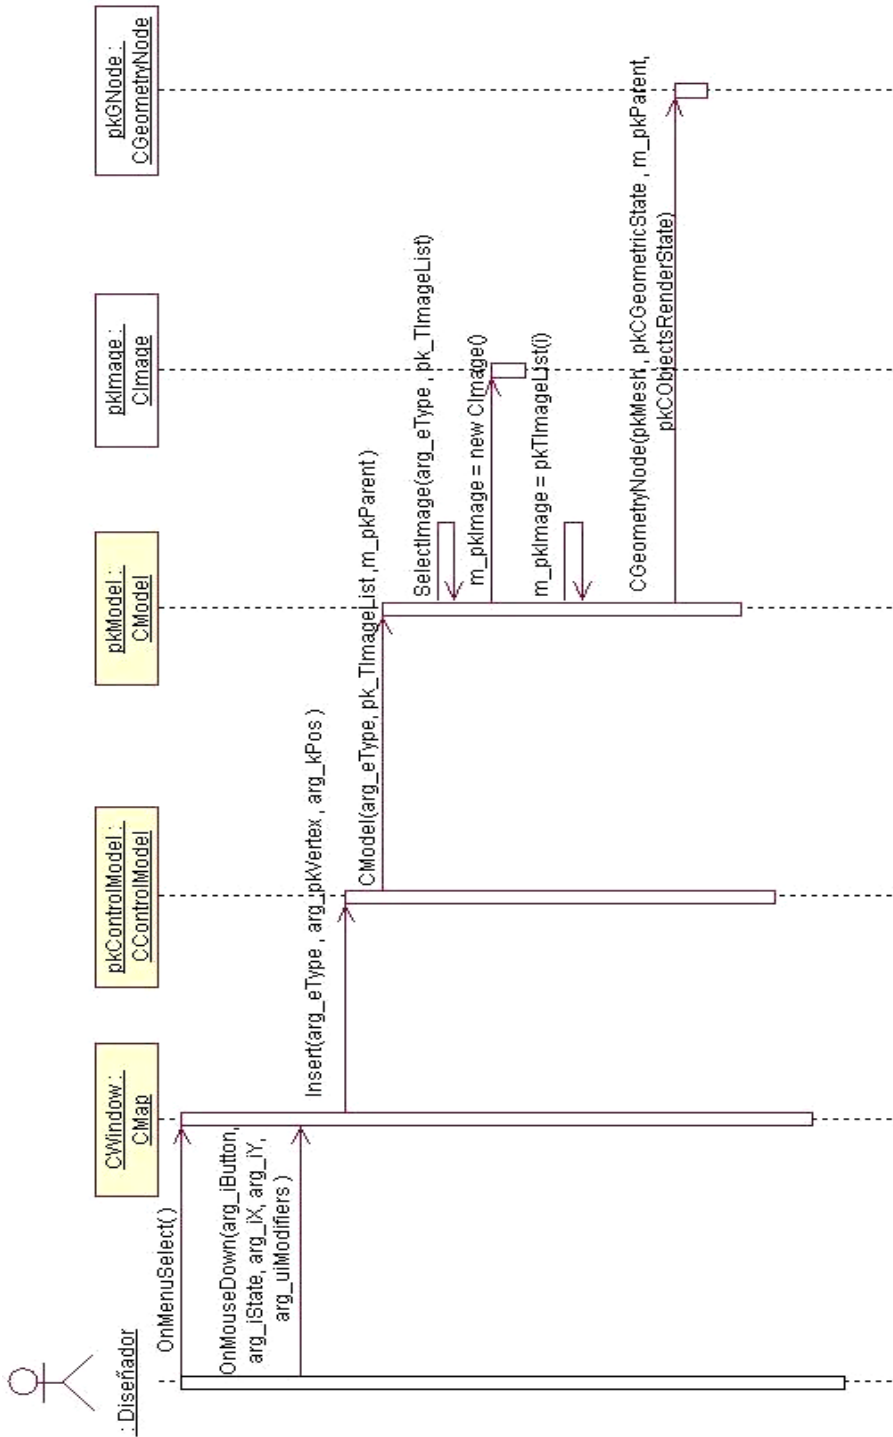 : Diseñador
CWindow :
CMap
pkControlModel :
CControlModel
pkModel :
CModel
pkImage :
CImage
pkGNode :
CGeometryNode
OnMenuSelect()
OnMouseDown(arg_iButton,
arg_iState, arg_iX, arg_iY,
arg_uiModifiers )
Insert(arg_eType , arg_pkVertex , arg_kPos )
CModel(arg_eType, pk_TImageList ,m_pkParent )
SelectImage(arg_eType , pk_TImageList)
m_pkImage = new CImage()
m_pkImage = pkTImageList(i)
CGeometryNode(pkMesh , pkCGeometricState , m_pkParent,
pkCObjectsRenderState)